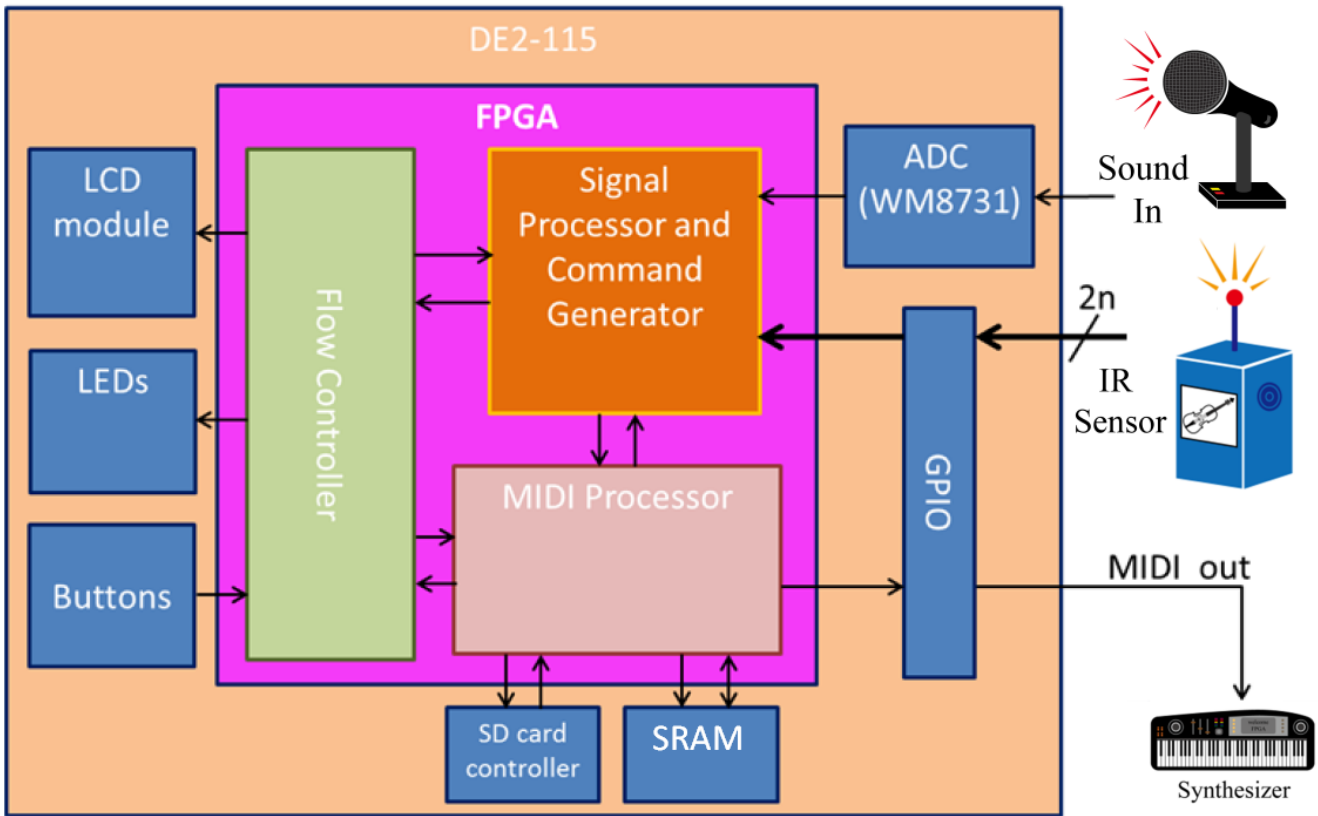 DE2-115
FPGA
LCD
module
LEDs
Buttons
Flow Controller
Signal
Processor and
Command
Generator
MIDI Processor
SD card
controller
SRAM
ADC
(WM8731)
GPIO
Sound
In
2n
IR
Sensor
MIDI out
Synthesizer